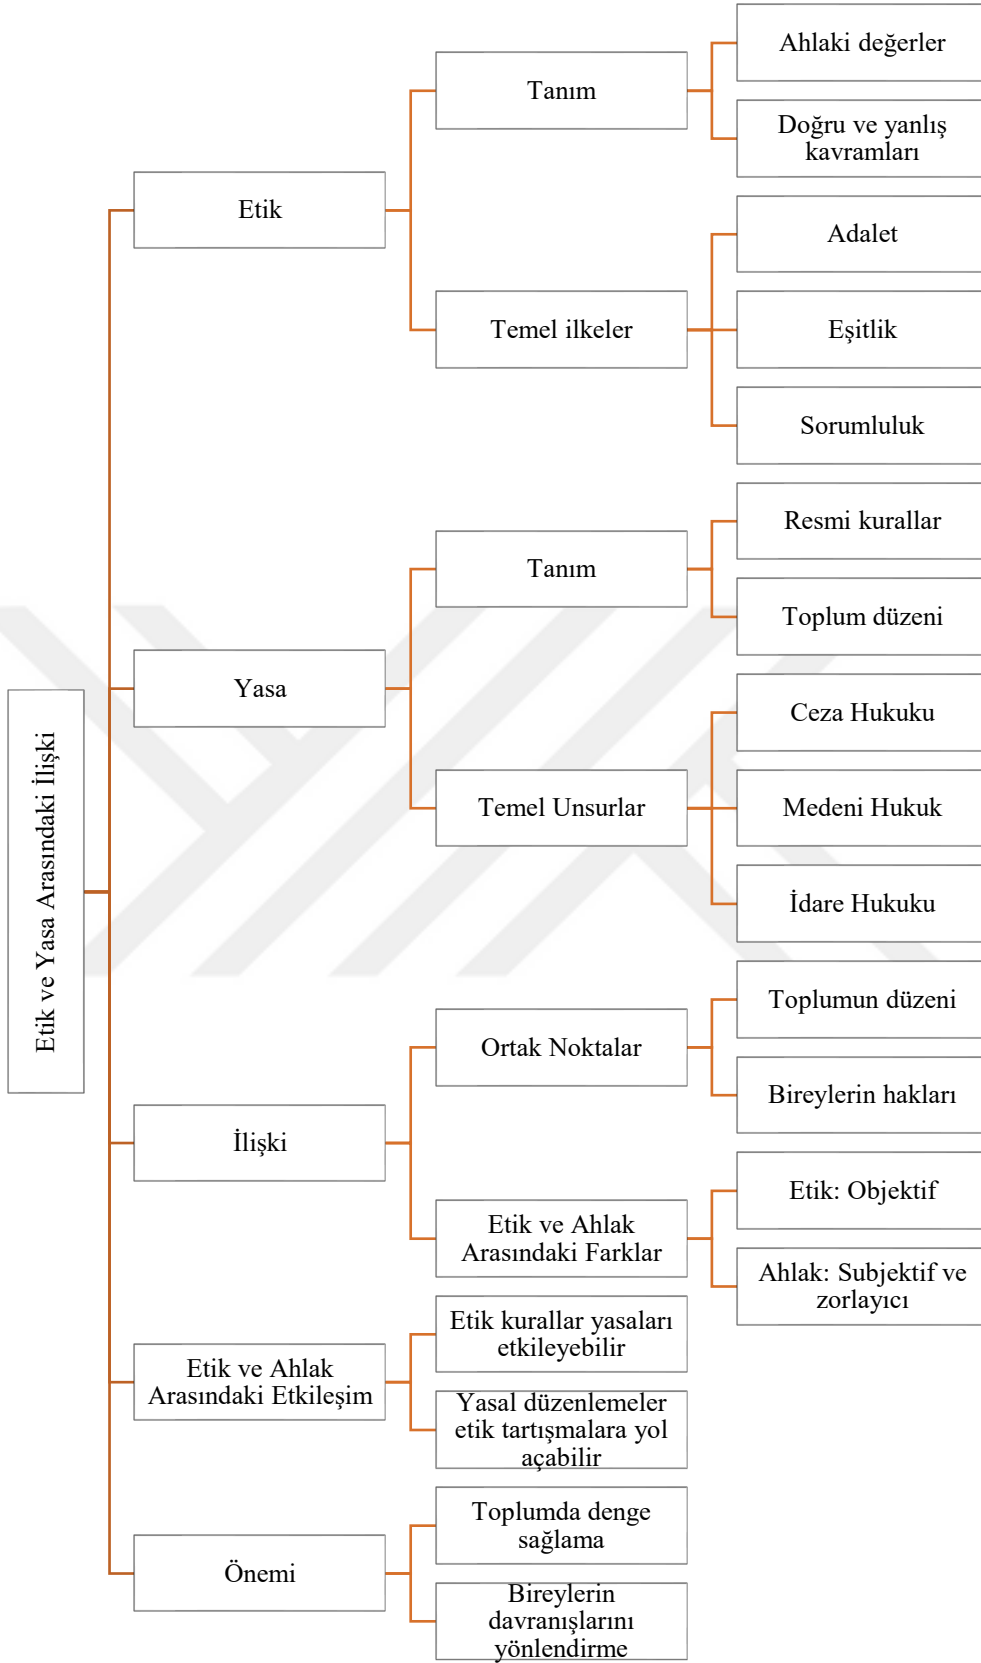 Etik ve Yasa Arasındaki İlişki
Etik
Tanım
Ahlaki değerler
Doğru ve yanlış
kavramları
Temel ilkeler
Adalet
Eşitlik
Sorumluluk
Yasa
Tanım
Resmi kurallar
Toplum düzeni
Temel Unsurlar
Ceza Hukuku
Medeni Hukuk
İdare Hukuku
İlişki
Ortak Noktalar
Toplumun düzeni
Bireylerin hakları
Etik ve Ahlak
Arasındaki Farklar
Etik: Objektif
Ahlak: Subjektif ve
zorlayıcı
Etik ve Ahlak
Arasındaki Etkileşim
Etik kurallar yasaları
etkileyebilir
Yasal düzenlemeler
etik tartışmalara yol
açabilir
Önemi
Toplumda denge
sağlama
Bireylerin
davranışlarını
yönlendirme